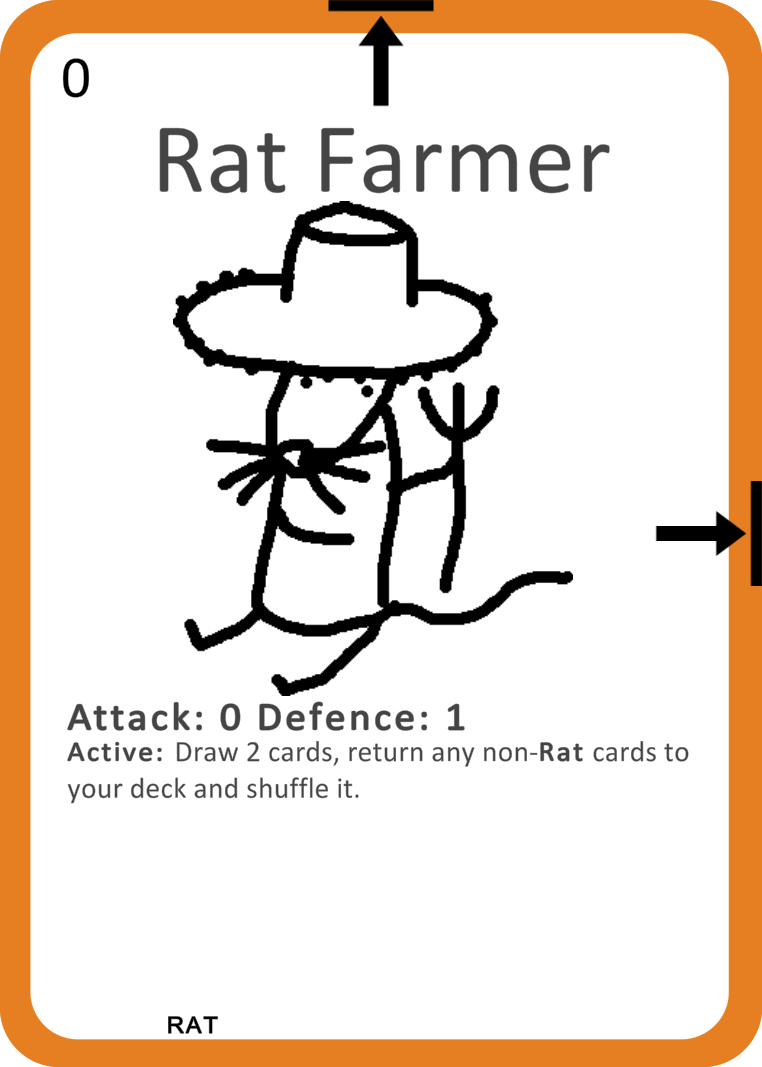 0
Rat Farmer
Attack: 0 Defence: 1
Active: Draw 2 cards, return any non-Rat cards to
your deck and shuffle it.
RAT